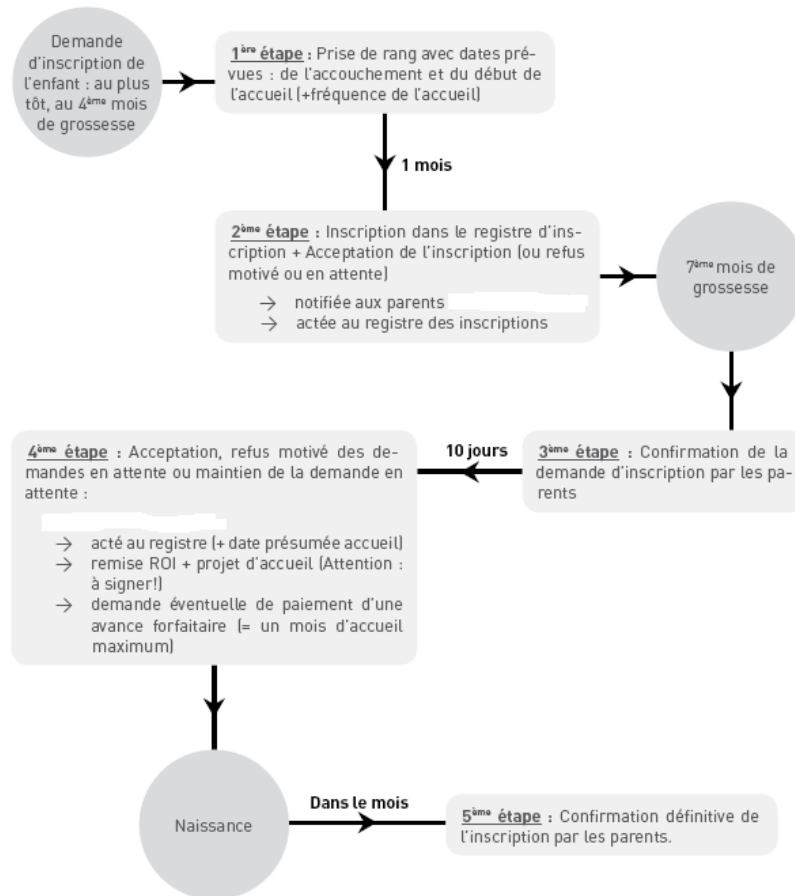 Demande
d'inscription de
l'enfant : au plus
tôt, au 4ème mois
de grossesse
1ère étape : Prise de rang avec dates pré-
vues : de l'accouchement et du début de
l'accueil (+fréquence de l'accueil)
1 mois
2ème étape : Inscription dans le registre d'ins-
cription + Acceptation de l'inscription (ou refus
motivé ou en attente)
→ notifiée aux parents
→ actée au registre des inscriptions
7ème mois de
grossesse
3ème étape : Confirmation de la
demande d'inscription par les pa-
rents
10 jours
4ème étape : Acceptation, refus motivé des de-
mandes en attente ou maintien de la demande en
attente :
→ acté au registre (+ date présumée accueil)
→ remise ROI + projet d'accueil (Attention :
à signer!)
→ demande éventuelle de paiement d'une
avance forfaitaire (= un mois d'accueil
maximum)
Naissance
Dans le mois
5ème étape : Confirmation définitive de
l'inscription par les parents.